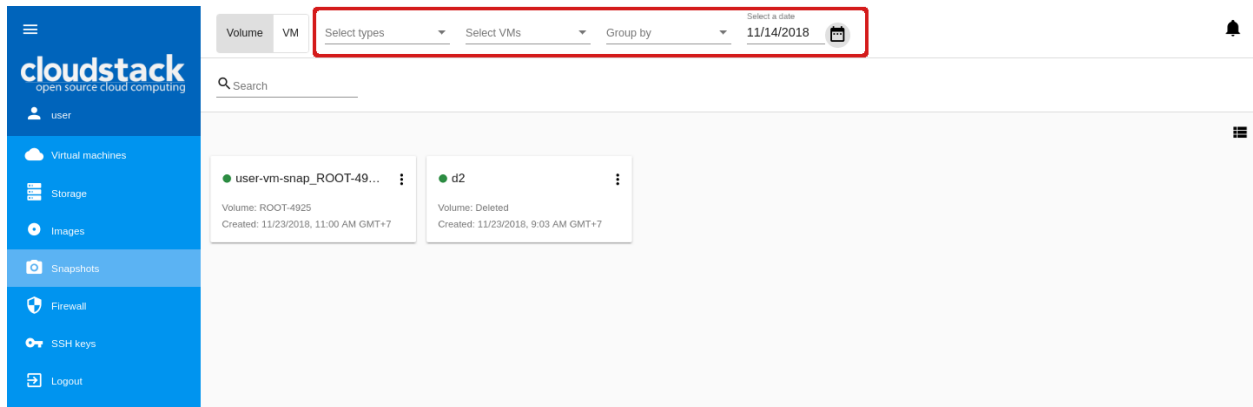 Select a date
Volume VM Select types Select VMs Group by 11/14/2018
cloudstack
open source cloud computing
Search
user
Virtual machines
Storage
Images
Snapshots
Firewall
SSH keys
Logout
user-vm-snap_ROOT-49...
Volume: ROOT-4925
Created: 11/23/2018, 11:00 AM GMT+7
d2
Volume: Deleted
Created: 11/23/2018, 9:03 AM GMT+7